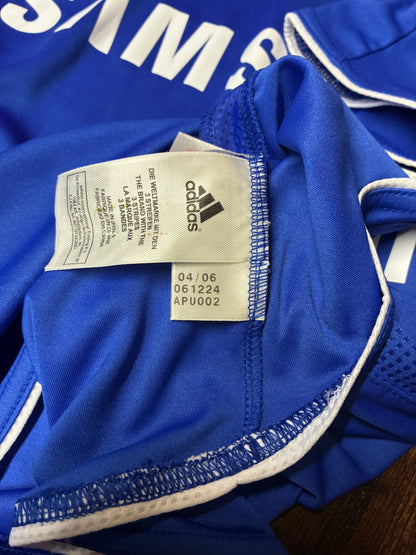 SAMS
adidas
DIE WELTMARKE MIT DEN
3 STREIFEN
THE BRAND WITH THE
3 STRIPES
LA MARQUE AUX
3 BANDES
04/06
061224
APU002